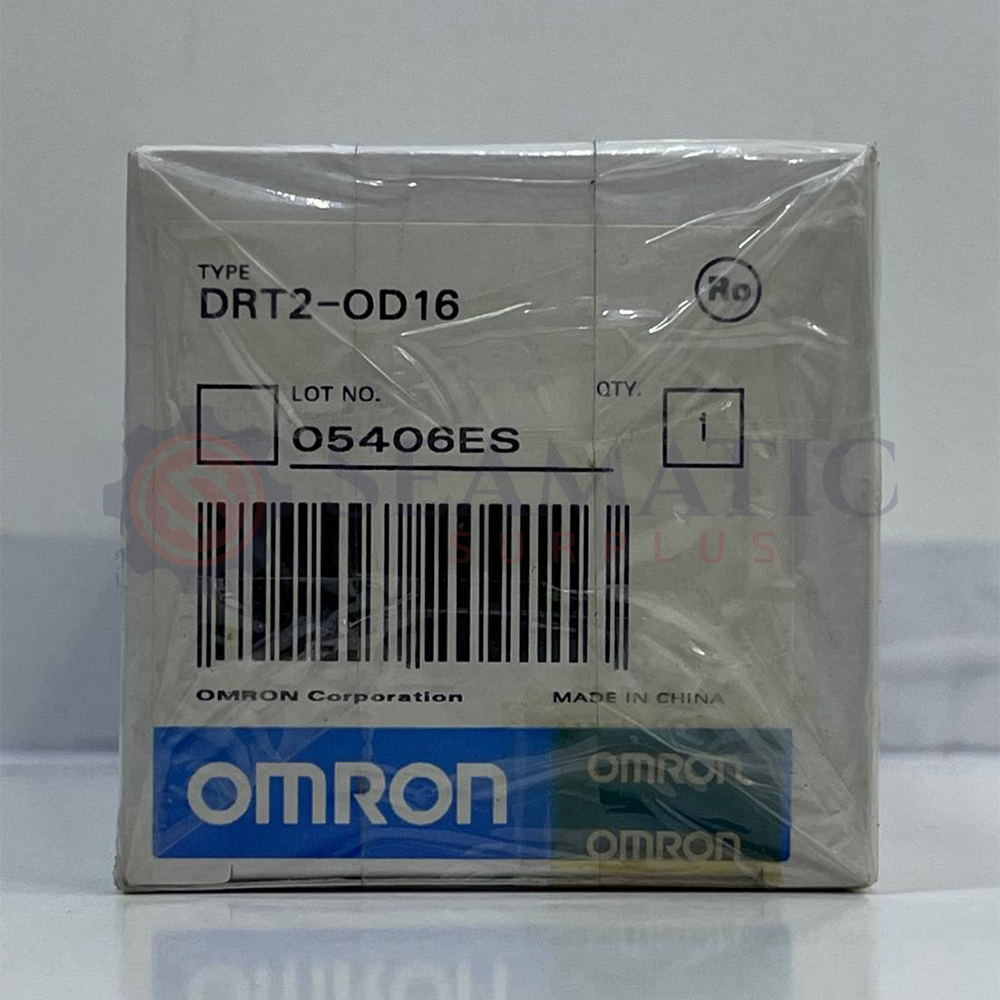 TYPE
DRT2-OD16
Ro
LOT NO. QTY.
05406ES 1
SEAMATIC
SURPLUS
OMRON Corporation MADE IN CHINA
OMRON OMRON
OMRON